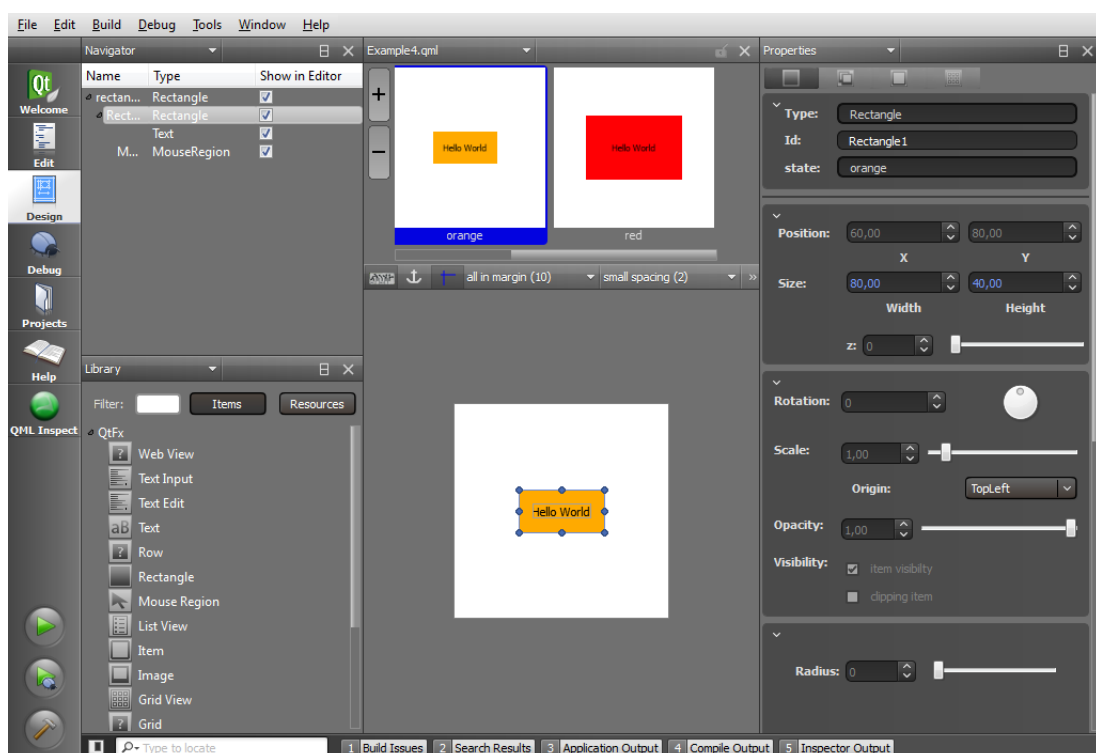 File Edit Build Debug Tools Window Help
Navigator
Name Type Show in Editor
rectan... Rectangle
Rect... Rectangle
Text
M... MouseRegion
Qt
Welcome
Edit
Design
Debug
Projects
Help
QML Inspect
Library
Filter: Items Resources
QtFx
Web View
Text Input
Text Edit
aB Text
Row
Rectangle
Mouse Region
List View
Item
Image
Grid View
Grid
Example4.qml
Hello World
Hello World
orange red
all in margin (10) small spacing (2) »
Hello World
Properties
Type: Rectangle
Id: Rectangle1
state: orange
Position: 60,00 80,00
X Y
Size: 80,00 40,00
Width Height
z: 0
Rotation: 0
Scale: 1,00
Origin: TopLeft
Opacity: 1,00
Visibility: item visibilty
clipping item
Radius: 0
Type to locate 1 Build Issues 2 Search Results 3 Application Output 4 Compile Output 5 Inspector Output